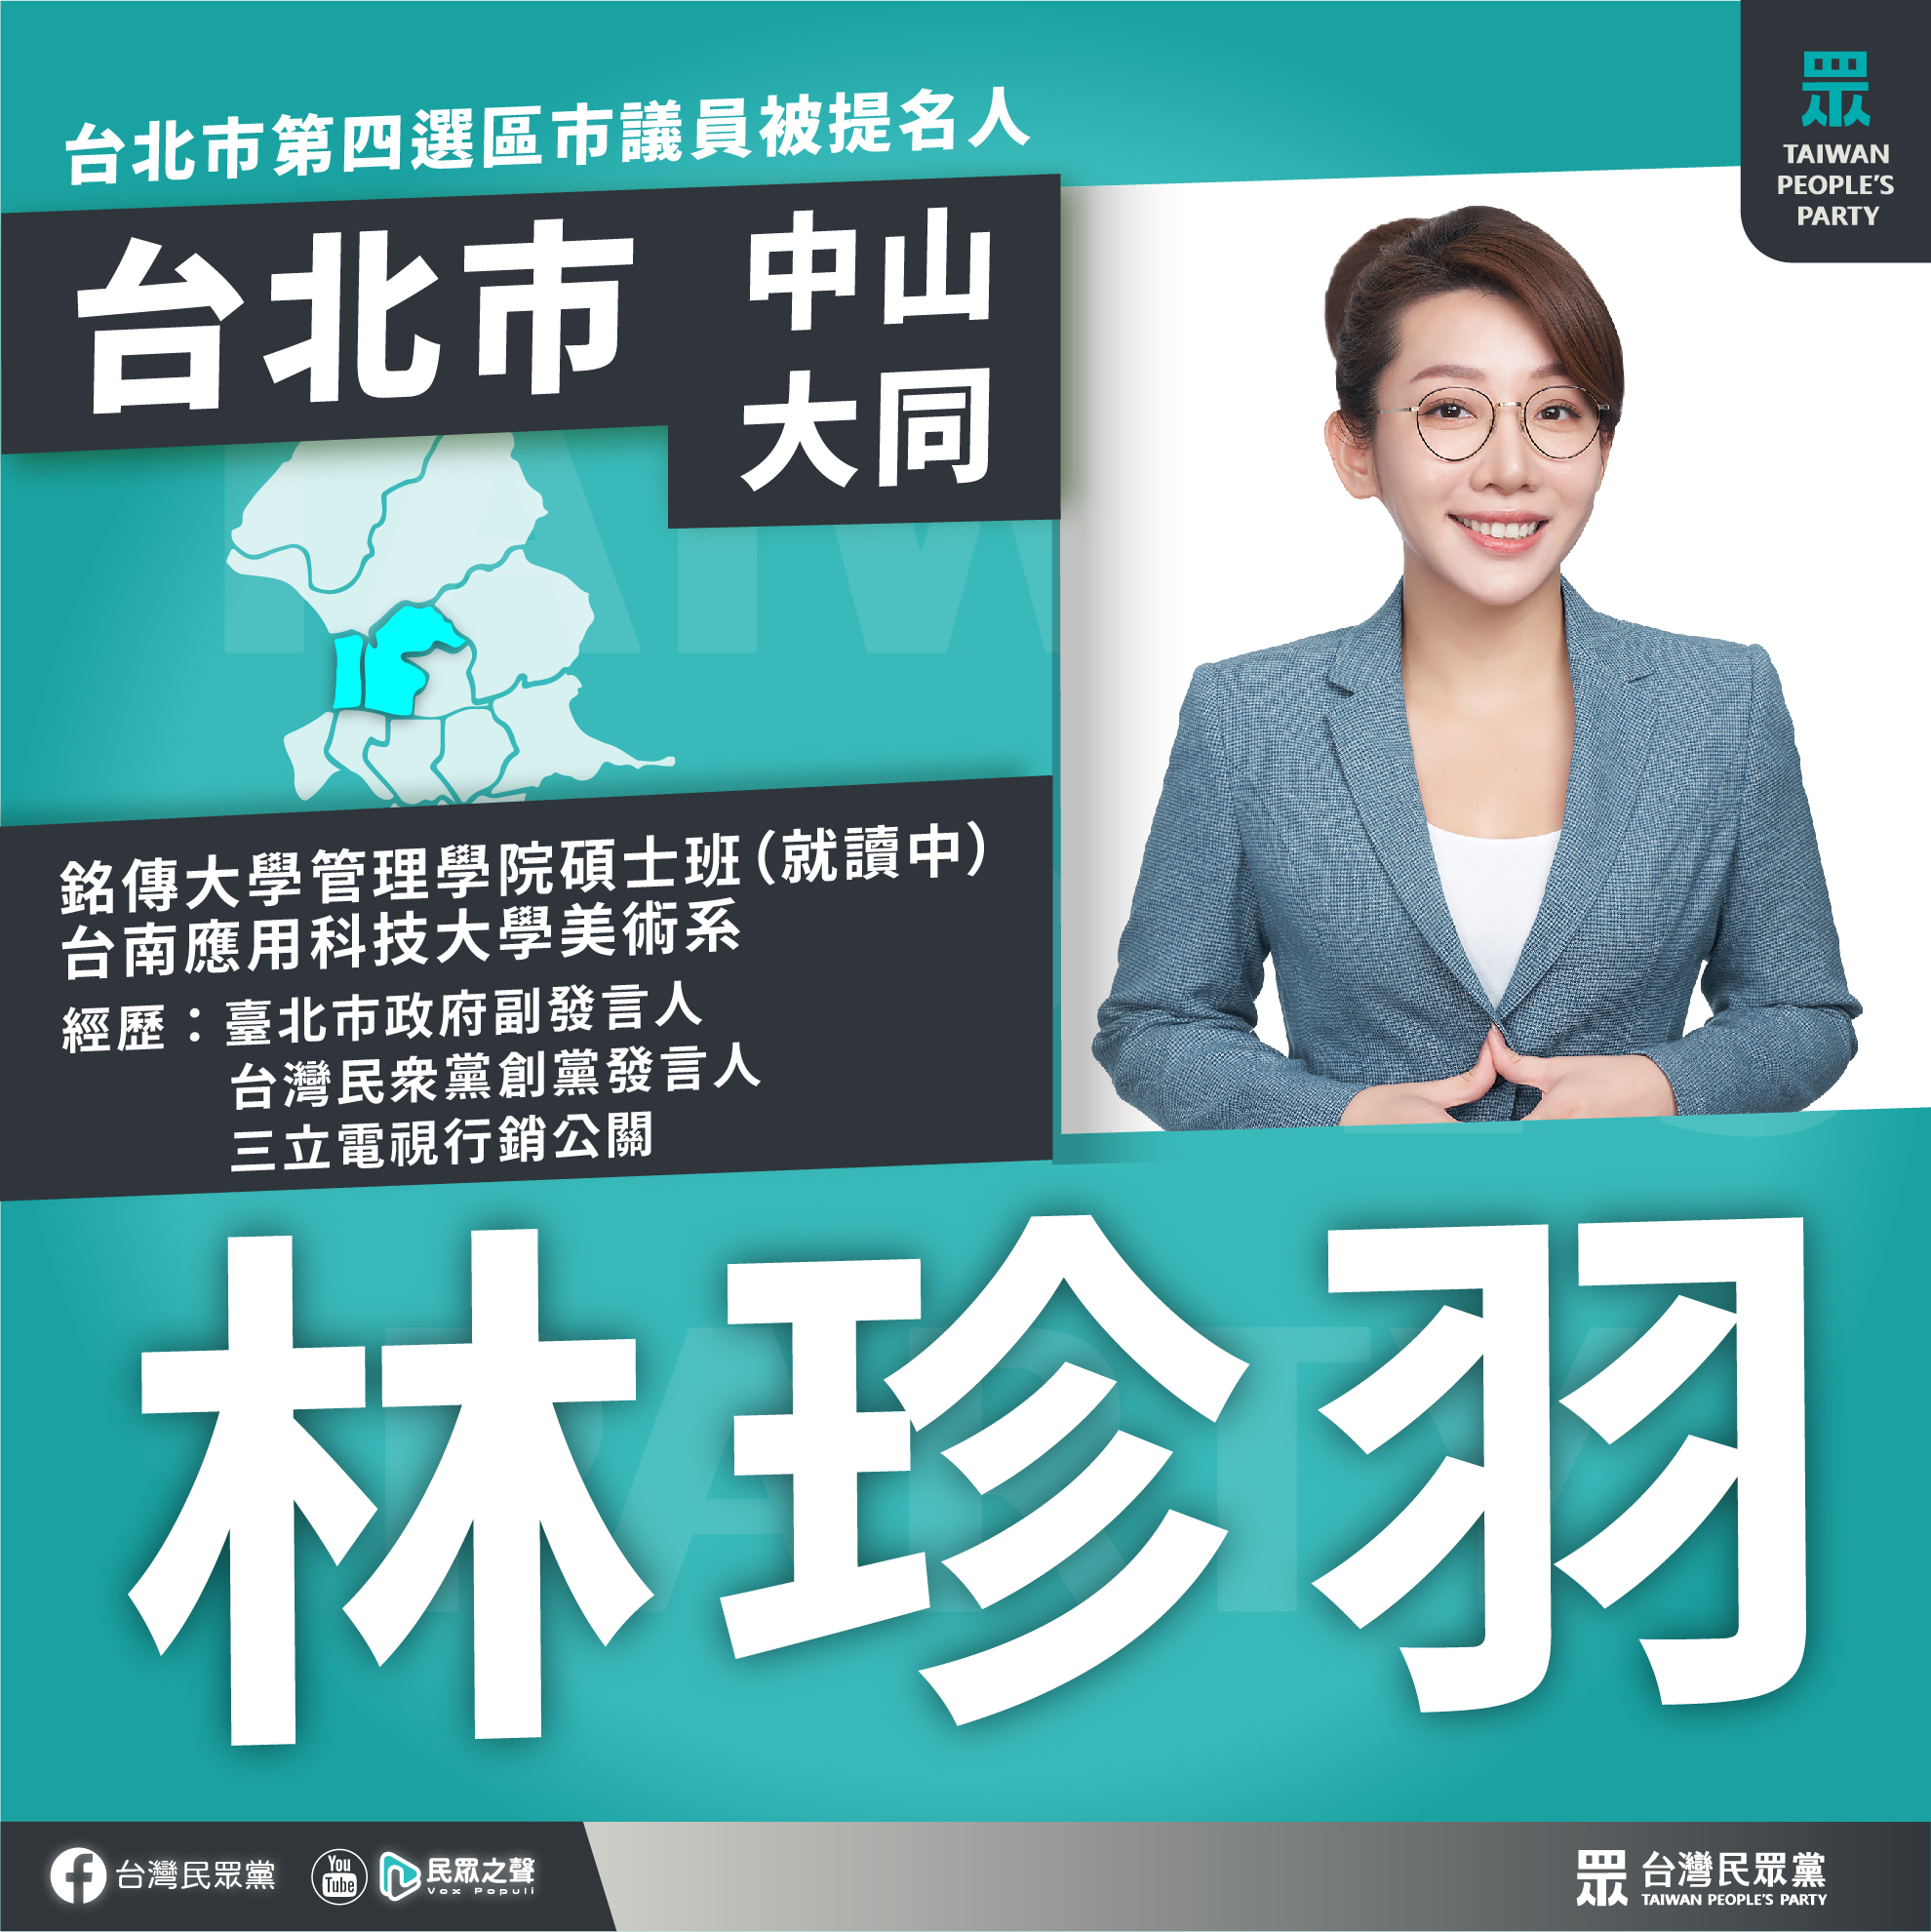 台北市第四選區市議員被提名人
眾
TAIWAN
PEOPLE'S
PARTY
台北市
中山
大同
TAIW
銘傳大學管理學院碩士班(就讀中)
台南應用科技大學美術系
經歷：臺北市政府副發言人
台灣民眾黨創黨發言人
三立電視行銷公關
PARTY
林珍羽
台灣民眾黨
You
Tube
民眾之聲
Vox Populi
眾 台灣民眾黨
TAIWAN PEOPLE'S PARTY